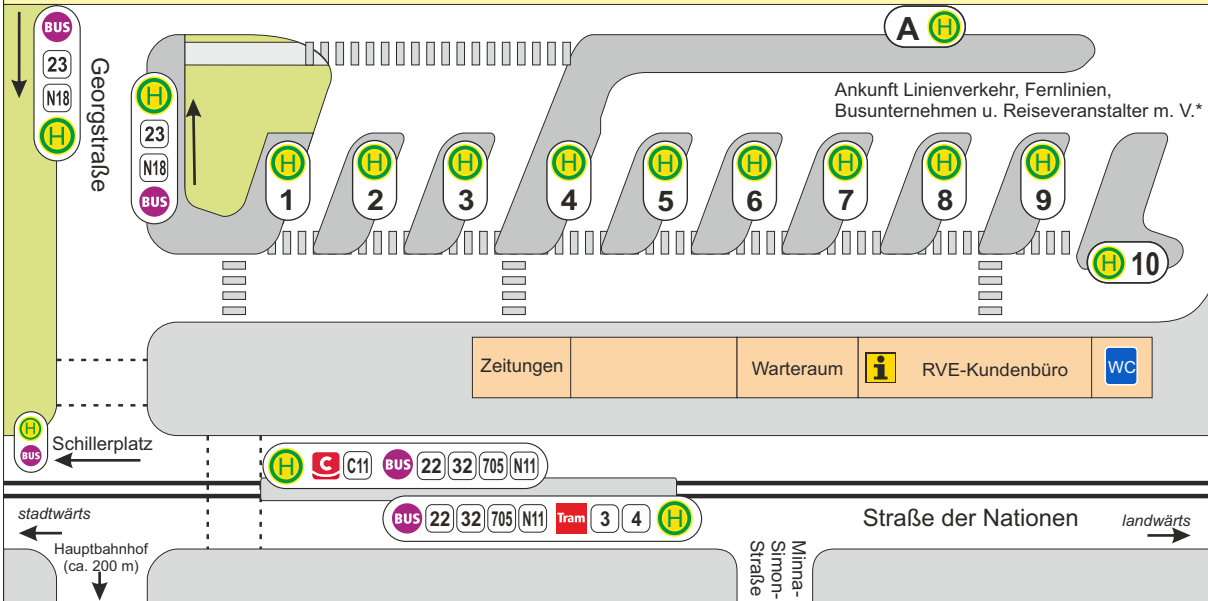 BUS
23
N18
H
Georgstraße
H
23
N18
BUS
A H
Ankunft Linienverkehr, Fernlinien,
Busunternehmen u. Reiseveranstalter m. V.*
H
1
H
2
H
3
H
4
H
5
H
6
H
7
H
8
H
9
H 10
Zeitungen
Warteraum
i RVE-Kundenbüro
WC
H
BUS
Schillerplatz
H C C11 BUS 22 32 705 N11
BUS 22 32 705 N11 Tram 3 4 H
stadtwärts
Straße der Nationen
landwärts
Hauptbahnhof
(ca. 200 m)
Minna-
Simon-
Straße